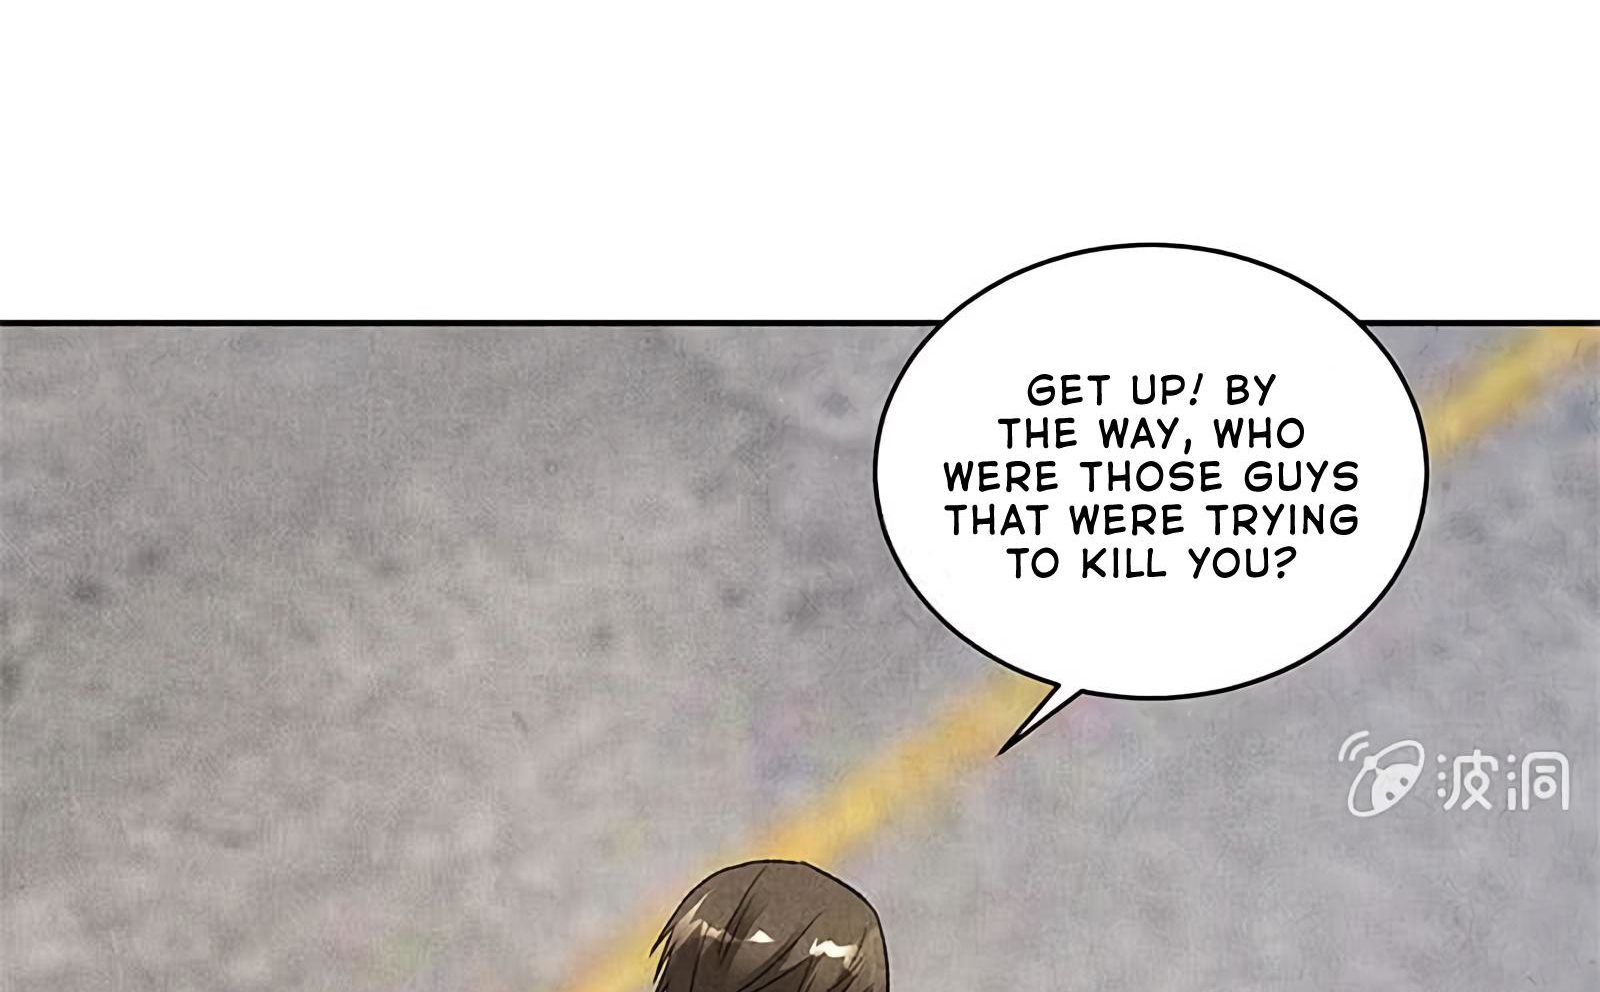 GET UP! BY
THE WAY, WHO
WERE THOSE GUYS
THAT WERE TRYING
TO KILL YOU?
波洞